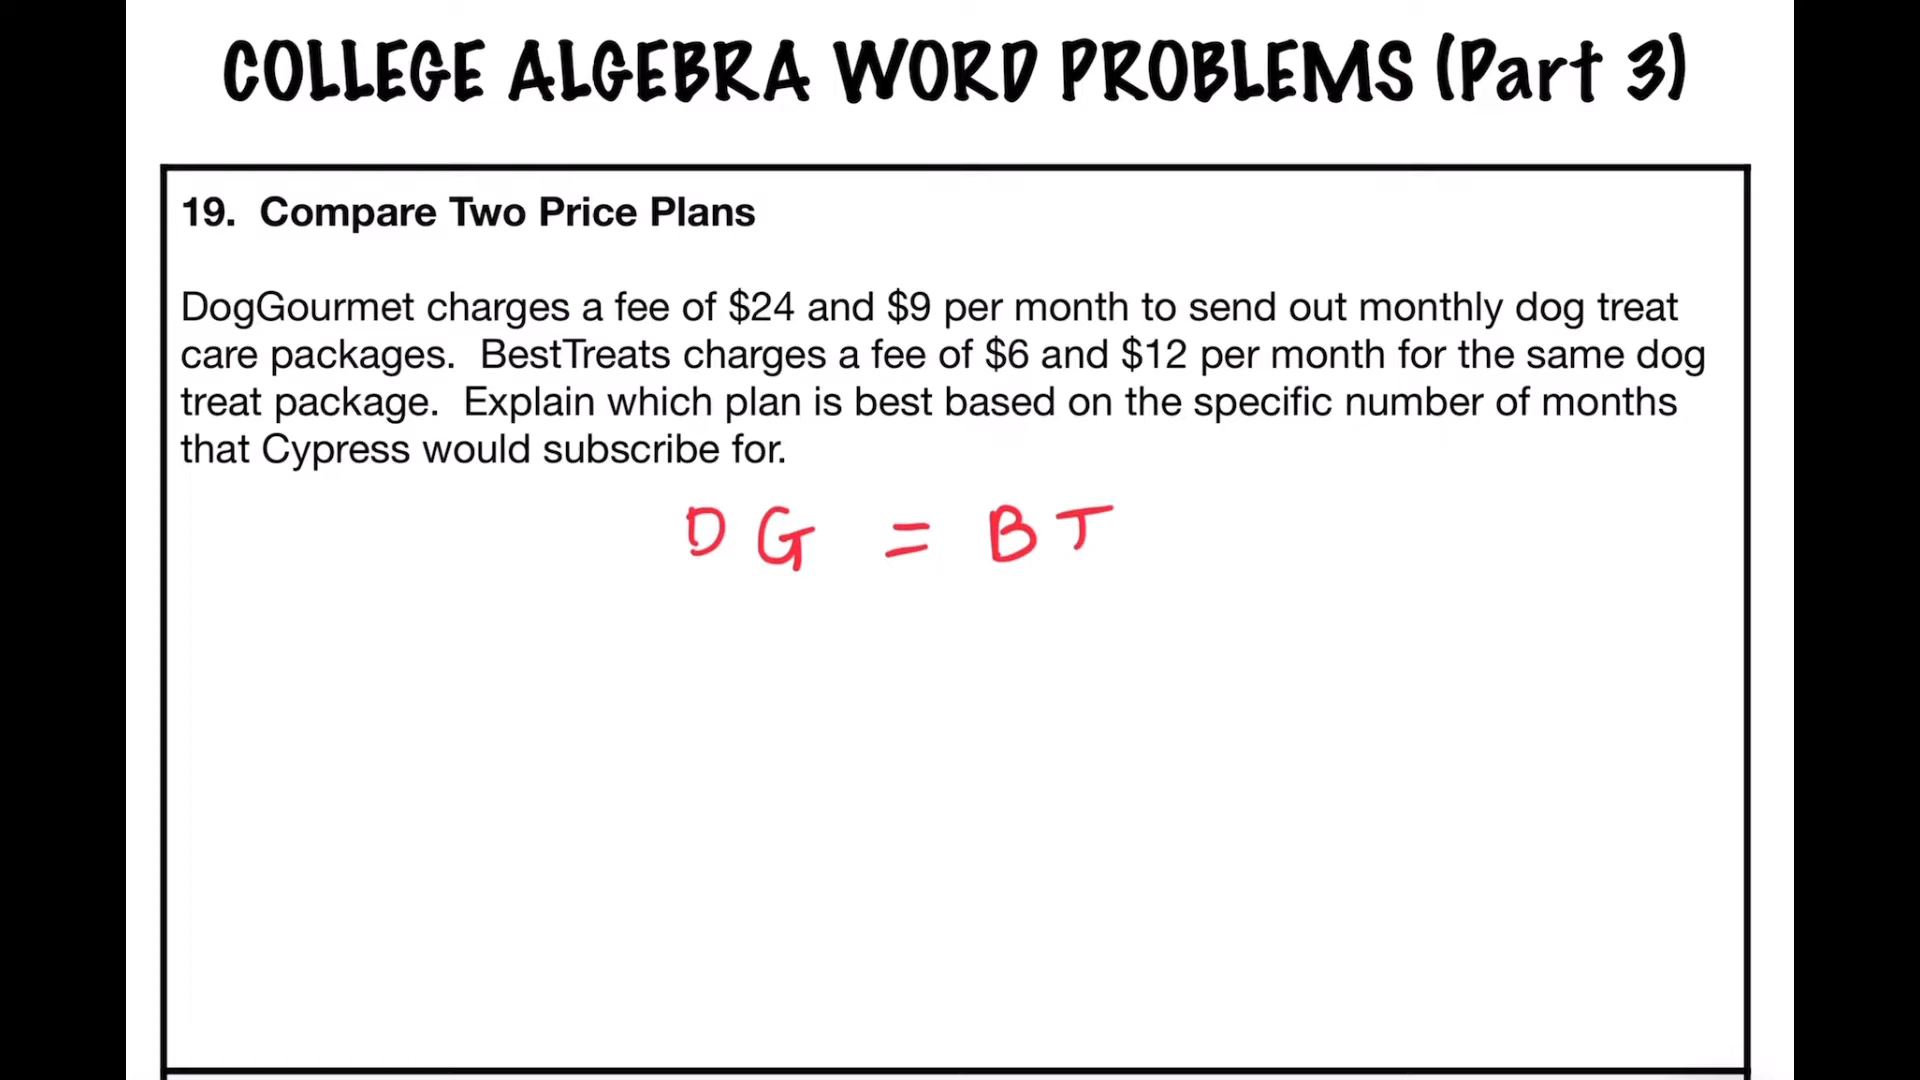 COLLEGE ALGEBRA WORD PROBLEMS (Part 3)
19. Compare Two Price Plans
DogGourmet charges a fee of $24 and $9 per month to send out monthly dog treat
care packages. BestTreats charges a fee of $6 and $12 per month for the same dog
treat package. Explain which plan is best based on the specific number of months
that Cypress would subscribe for.
DG = BT